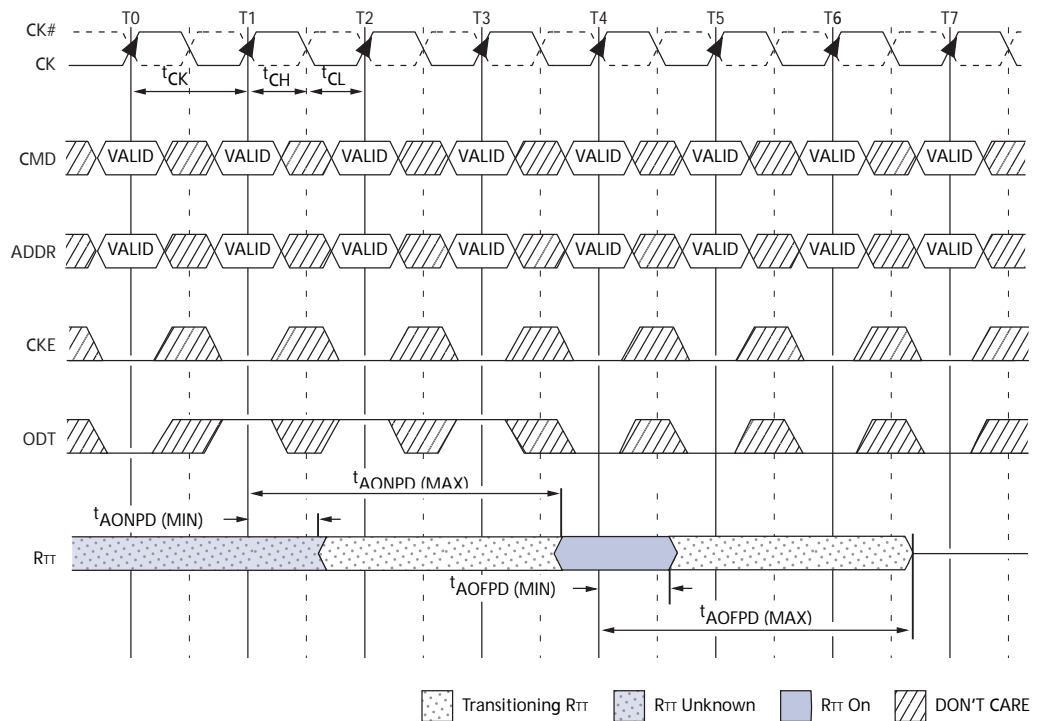 T0 T1 T2 T3 T4 T5 T6 T7
CK#
CK
tCK tCH tCL
CMD VALID VALID VALID VALID VALID VALID VALID VALID
ADDR VALID VALID VALID VALID VALID VALID VALID VALID
CKE
ODT
tAONPD (MAX)
tAONPD (MIN)
RTT
tAOFPD (MIN)
tAOFPD (MAX)
Transitioning RTT RTT Unknown RTT On DON'T CARE